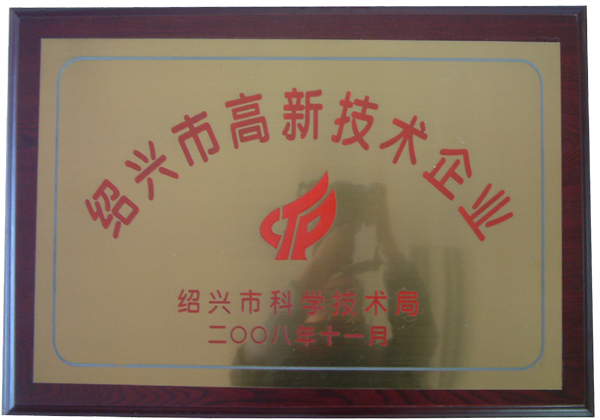 绍兴市高新技术企业
绍兴市科学技术局
二〇〇八年十一月